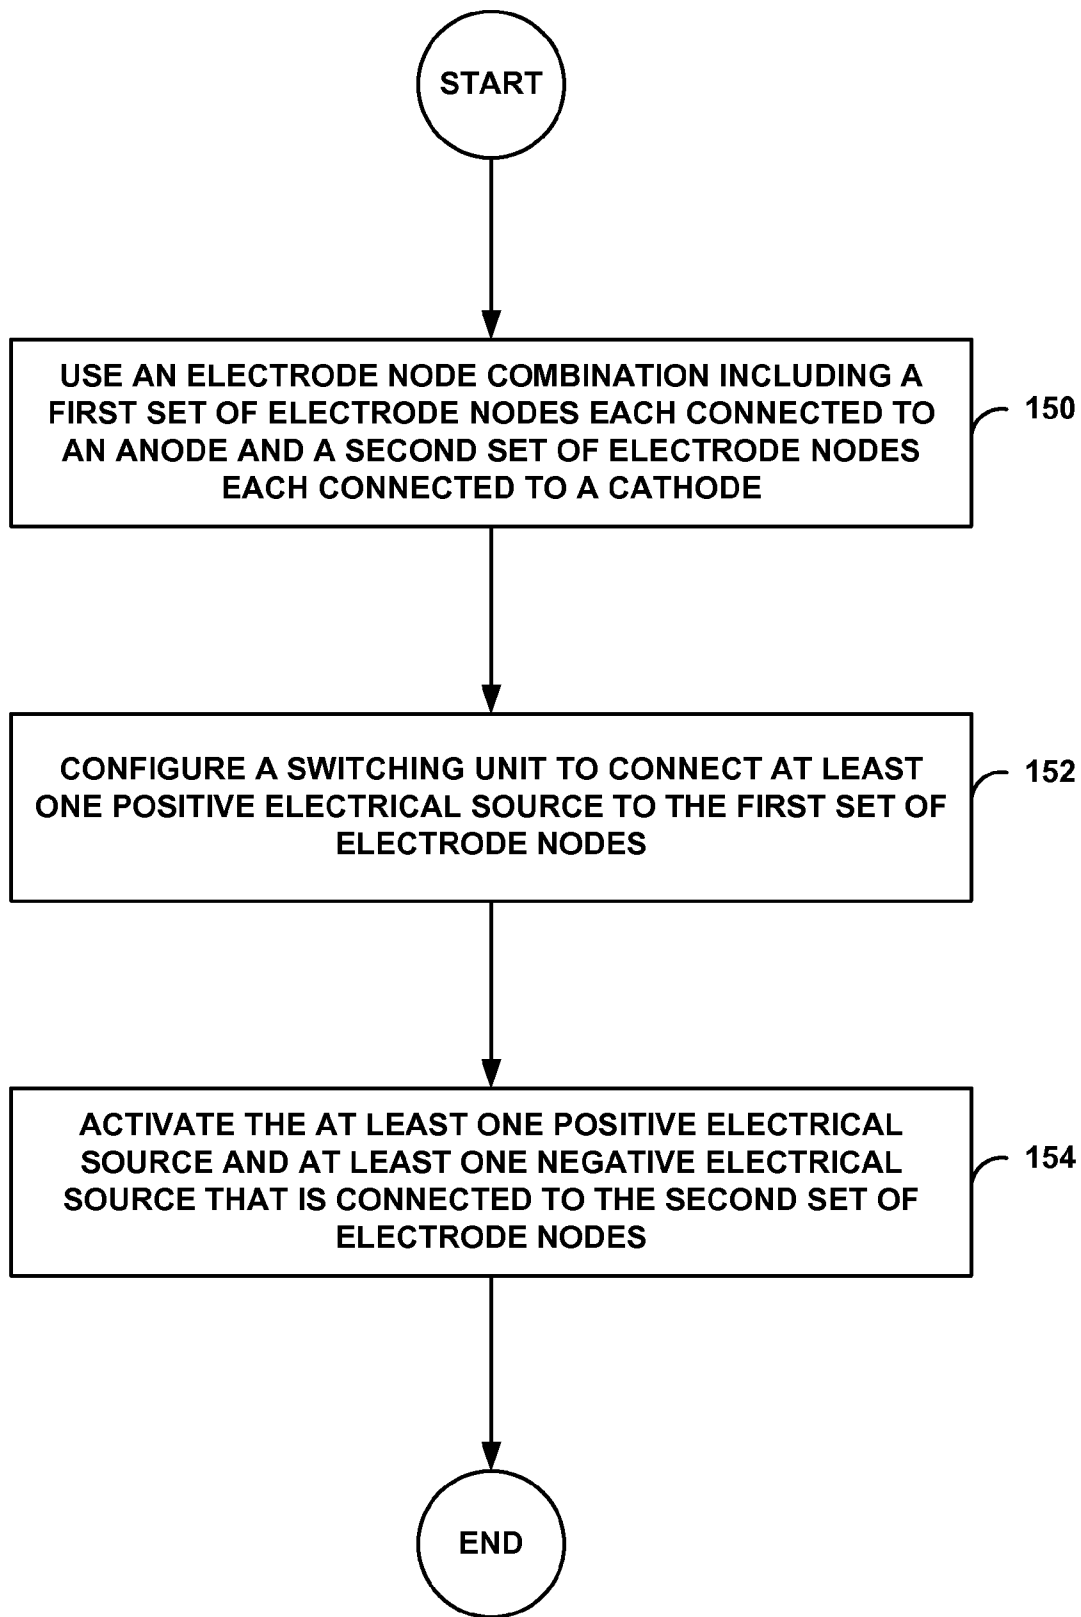 START
USE AN ELECTRODE NODE COMBINATION INCLUDING A
FIRST SET OF ELECTRODE NODES EACH CONNECTED TO
AN ANODE AND A SECOND SET OF ELECTRODE NODES
EACH CONNECTED TO A CATHODE
150
CONFIGURE A SWITCHING UNIT TO CONNECT AT LEAST
ONE POSITIVE ELECTRICAL SOURCE TO THE FIRST SET OF
ELECTRODE NODES
152
ACTIVATE THE AT LEAST ONE POSITIVE ELECTRICAL
SOURCE AND AT LEAST ONE NEGATIVE ELECTRICAL
SOURCE THAT IS CONNECTED TO THE SECOND SET OF
ELECTRODE NODES
154
END